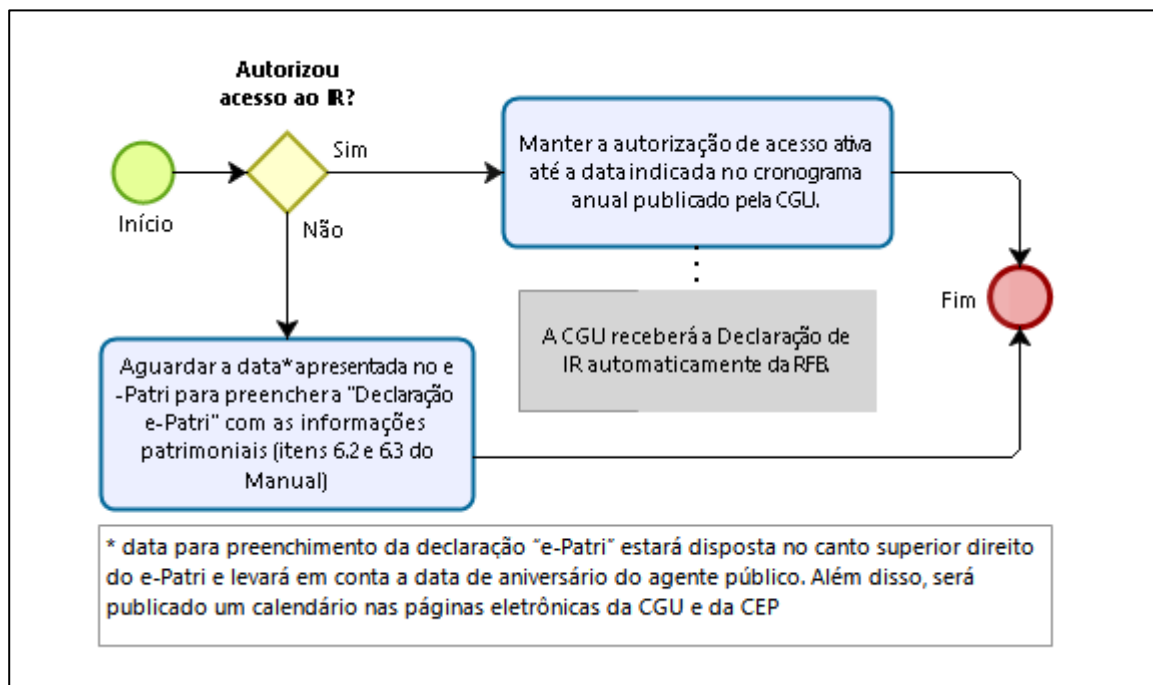 Autorizou
acesso ao IR?
Início
Sim
Não
Manter a autorização de acesso ativa
até a data indicada no cronograma
anual publicado pela CGU.
A CGU receberá a Declaração de
IR automaticamente da RFB.
Fim
Aguardar a data* apresentada no e
-Patri para preencher a "Declaração
e-Patri" com as informações
patrimoniais (itens 6.2 e 6.3 do
Manual)
* data para preenchimento da declaração “e-Patri” estará disposta no canto superior direito
do e-Patri e levará em conta a data de aniversário do agente público. Além disso, será
publicado um calendário nas páginas eletrônicas da CGU e da CEP